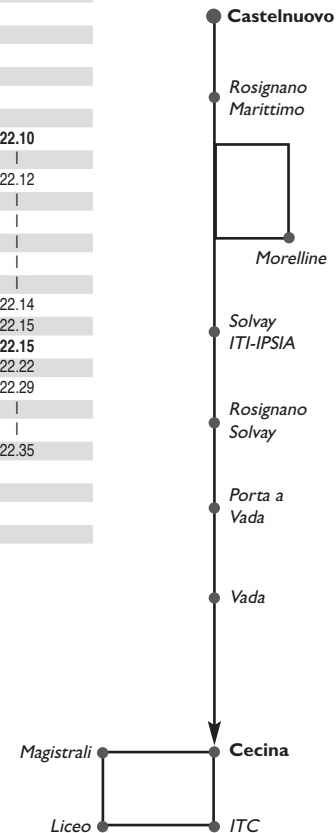 22.10
|
22.12
|
|
|
|
|
22.14
22.15
22.15
22.22
22.29
|
|
22.35
Castelnuovo
Rosignano
Marittimo
Morelline
Solvay
ITI-IPSIA
Rosignano
Solvay
Porta a
Vada
Vada
Magistrali
Cecina
Liceo
ITC